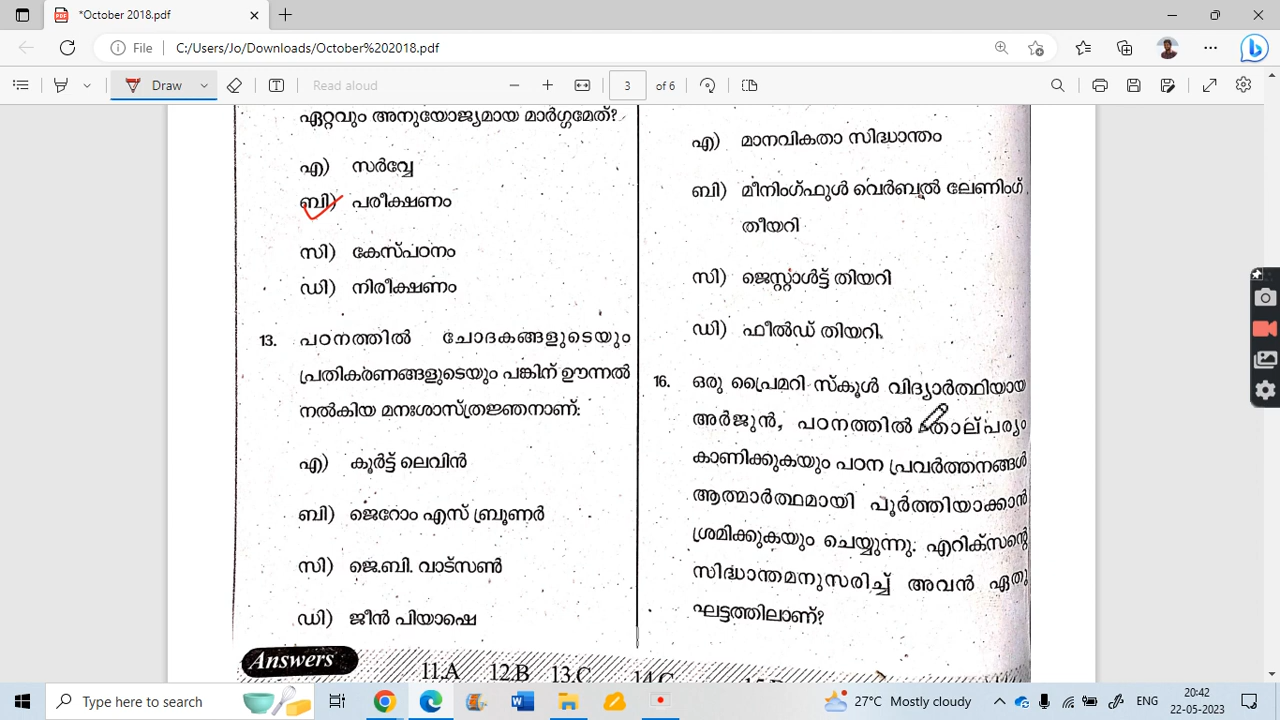 *October 2018.pdf
File
C:/Users/Jo/Downloads/October%202018.pdf
Draw
Read aloud
3
of 6
ഏറ്റവും അനുയോജ്യമായ മാർഗ്ഗമേത്?
എ) സർവ്വേ
ബി) പരീക്ഷണം
സി) കേസ്പഠനം
ഡി) നിരീക്ഷണം
13. പഠനത്തിൽ ചോദകങ്ങളുടെയും
പ്രതികരണങ്ങളുടെയും പങ്കിന് ഊന്നൽ
നൽകിയ മനഃശാസ്ത്രജ്ഞനാണ്:
എ) കൂർട്ട് ലെവിൻ
ബി) ജെറോം എസ് ബ്രൂണർ
സി) ജെ.ബി. വാട്സൺ
ഡി) ജീൻ പിയാഷെ
എ) മാനവികതാ സിദ്ധാന്തം
ബി) മീനിംഗ്ഫുൾ വെർബൽ ലേണിംഗ്
തീയറി
സി) ജെസ്റ്റാൾട്ട് തിയറി
ഡി) ഫീൽഡ് തിയറി.
16. ഒരു പ്രൈമറി സ്കൂൾ വിദ്യാർത്ഥിയായ
അർജുൻ, പഠനത്തിൽ താല്പര്യം
കാണിക്കുകയും പഠന പ്രവർത്തനങ്ങൾ
ആത്മാർത്ഥമായി പൂർത്തിയാക്കാൻ
ശ്രമിക്കുകയും ചെയ്യുന്നു. എറിക്സന്റെ
സിദ്ധാന്തമനുസരിച്ച് അവൻ ഏതു
ഘട്ടത്തിലാണ്?
Answers 11.A 12.B 13.C 14.C
Type here to search
27°C Mostly cloudy
ENG
20:42
22-05-2023